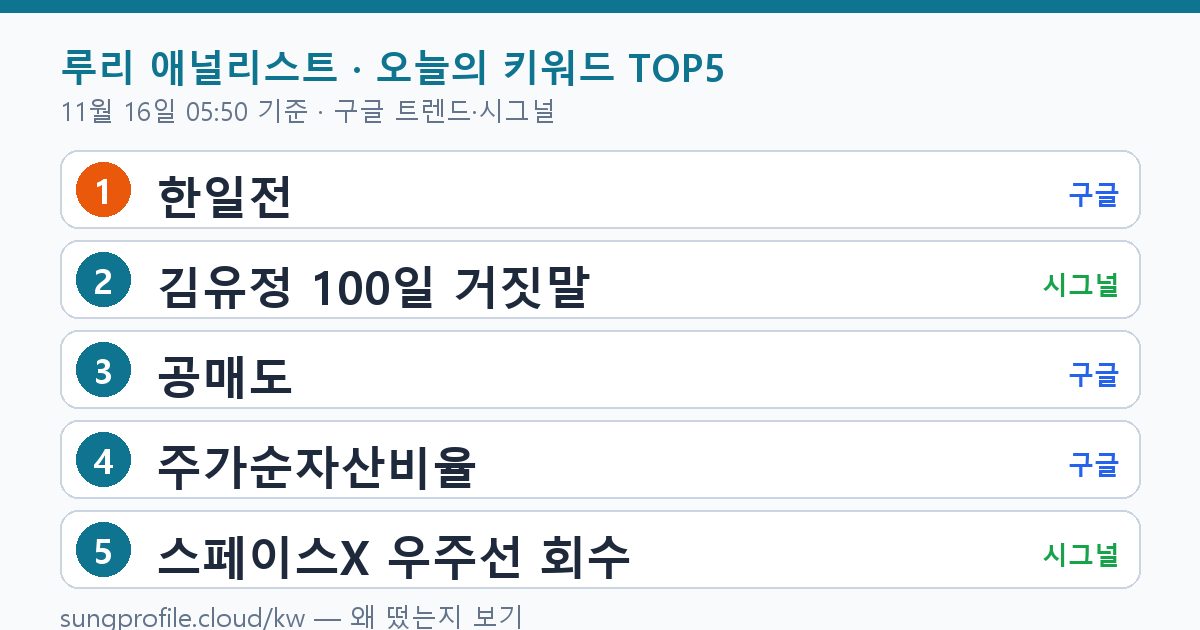 루리 애널리스트 · 오늘의 키워드 TOP5
11월 16일 05:50 기준 · 구글 트렌드·시그널
1 한일전 구글
2 김유정 100일 거짓말 시그널
3 공매도 구글
4 주가순자산비율 구글
5 스페이스X 우주선 회수 시그널
sungprofile.cloud/kw — 왜 떴는지 보기